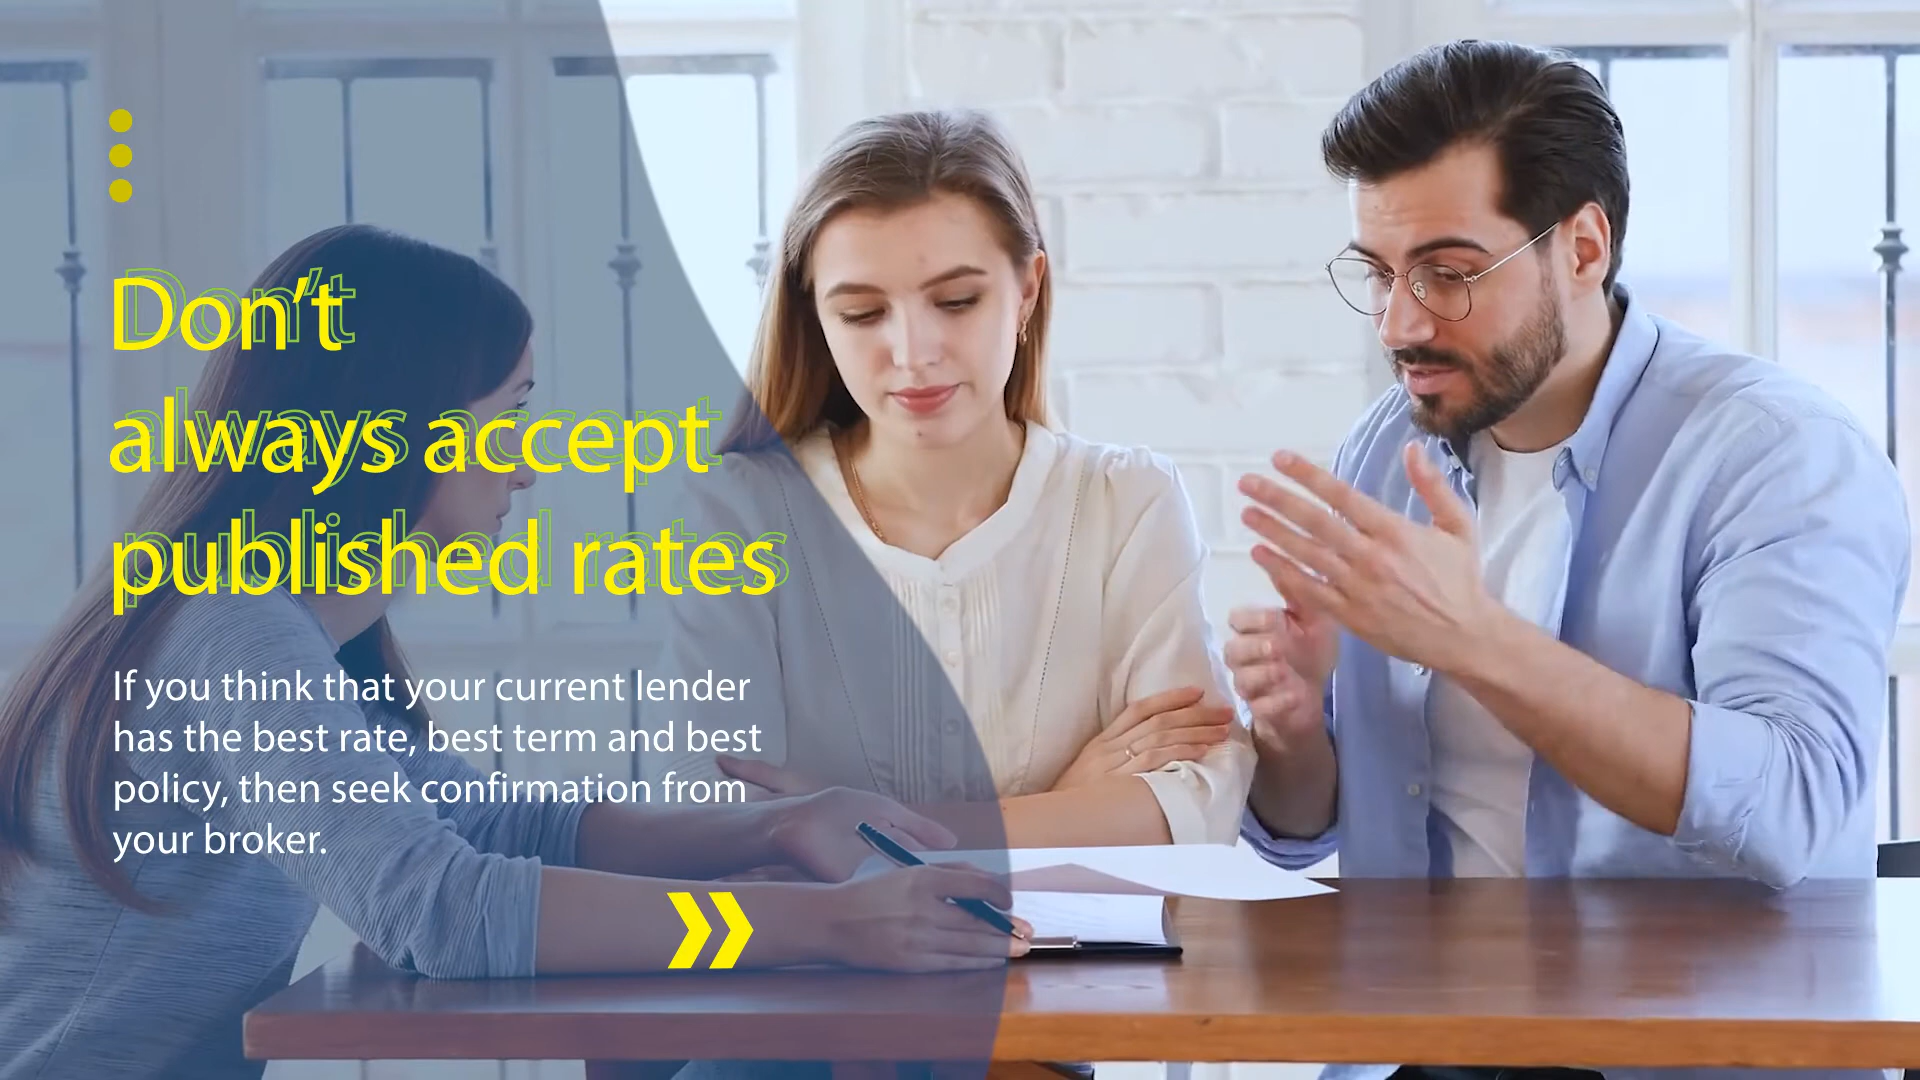 Don’t
always accept
published rates
If you think that your current lender
has the best rate, best term and best
policy, then seek confirmation from
your broker.